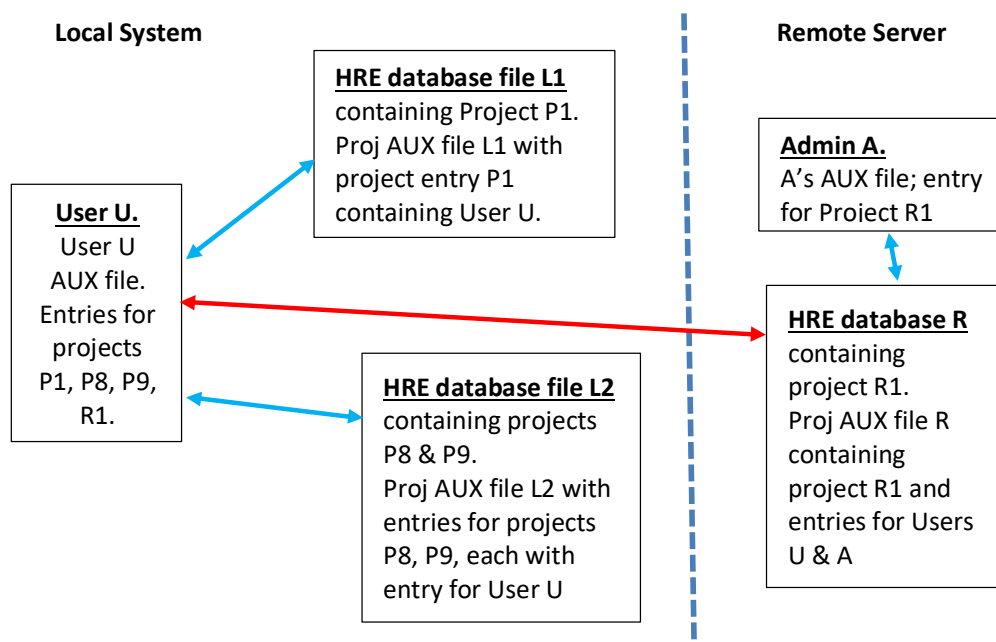 Local System
Remote Server
HRE database file L1
containing Project P1.
Proj AUX file L1 with
project entry P1
containing User U.
Admin A.
A’s AUX file; entry
for Project R1
User U.
User U
AUX file.
Entries for
projects
P1, P8, P9,
R1.
HRE database R
containing
project R1.
Proj AUX file R
containing
project R1 and
entries for Users
U & A
HRE database file L2
containing projects
P8 & P9.
Proj AUX file L2 with
entries for projects
P8, P9, each with
entry for User U